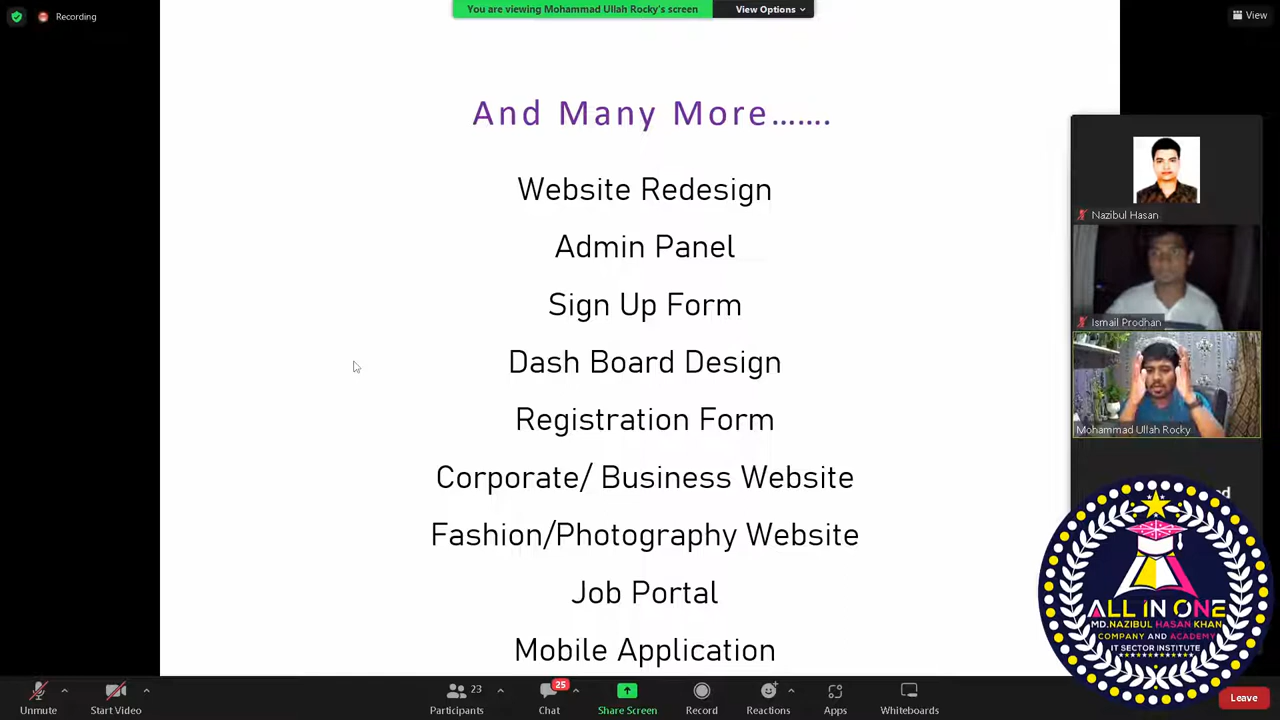 Recording
You are viewing Mohammad Ullah Rocky's screen
View Options
View
And Many More.......
Website Redesign
Admin Panel
Sign Up Form
Dash Board Design
Registration Form
Corporate/ Business Website
Fashion/Photography Website
Job Portal
Mobile Application
Nazibul Hasan
Ismail Prodhan
Mohammad Ullah Rocky
ALL IN ONE
MD.NAZIBUL HASAN KHAN
COMPANY AND ACADEMY
IT SECTOR INSTITUTE
Unmute
Start Video
23
Participants
25
Chat
Share Screen
Record
Reactions
Apps
Whiteboards
Leave